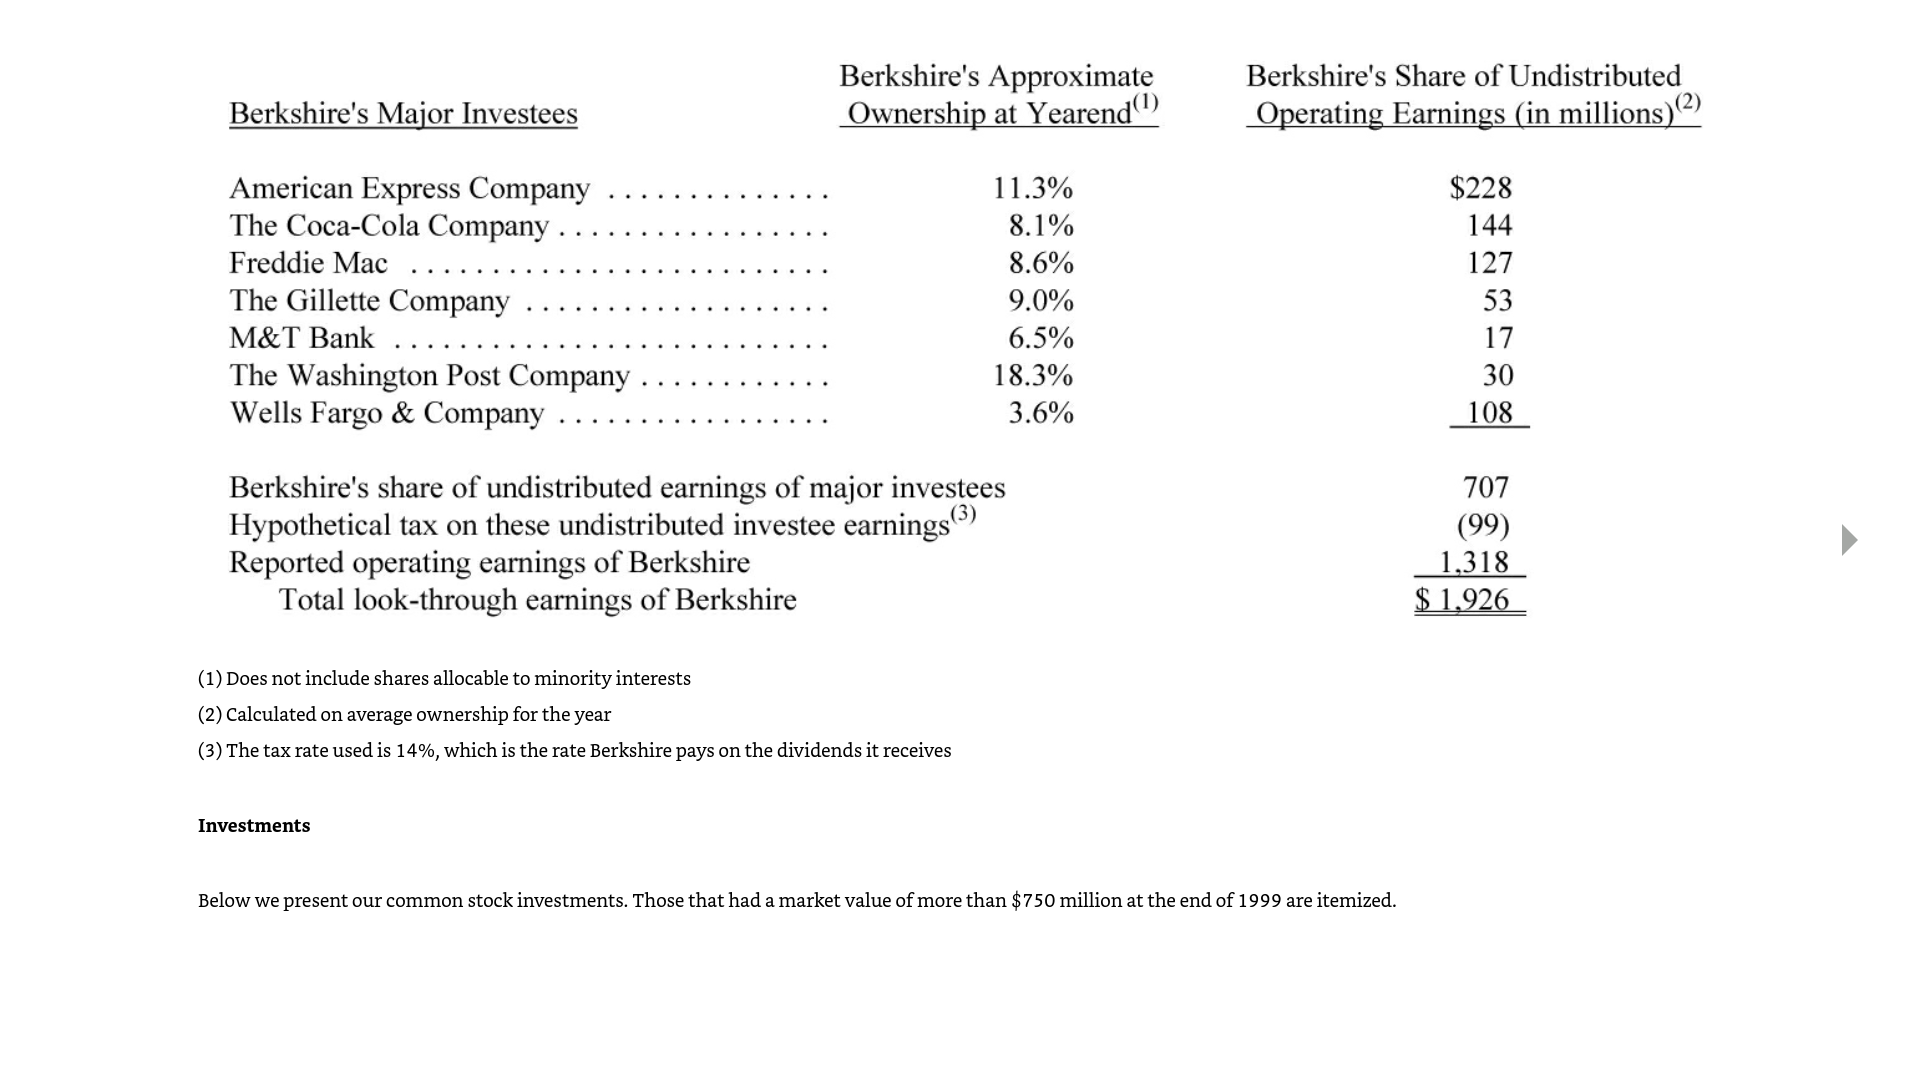 Berkshire's Approximate Berkshire's Share of Undistributed
Berkshire's Major Investees Ownership at Yearend(1) Operating Earnings (in millions)(2)
American Express Company . . . . . . . . . . . . . . 11.3% $228
The Coca-Cola Company . . . . . . . . . . . . . . . . . 8.1% 144
Freddie Mac . . . . . . . . . . . . . . . . . . . . . . . . . . 8.6% 127
The Gillette Company . . . . . . . . . . . . . . . . . . . 9.0% 53
M&T Bank . . . . . . . . . . . . . . . . . . . . . . . . . . . 6.5% 17
The Washington Post Company . . . . . . . . . . . . 18.3% 30
Wells Fargo & Company . . . . . . . . . . . . . . . . . 3.6% 108
Berkshire's share of undistributed earnings of major investees 707
Hypothetical tax on these undistributed investee earnings(3) (99)
Reported operating earnings of Berkshire 1,318
Total look-through earnings of Berkshire $ 1,926
(1) Does not include shares allocable to minority interests
(2) Calculated on average ownership for the year
(3) The tax rate used is 14%, which is the rate Berkshire pays on the dividends it receives
Investments
Below we present our common stock investments. Those that had a market value of more than $750 million at the end of 1999 are itemized.